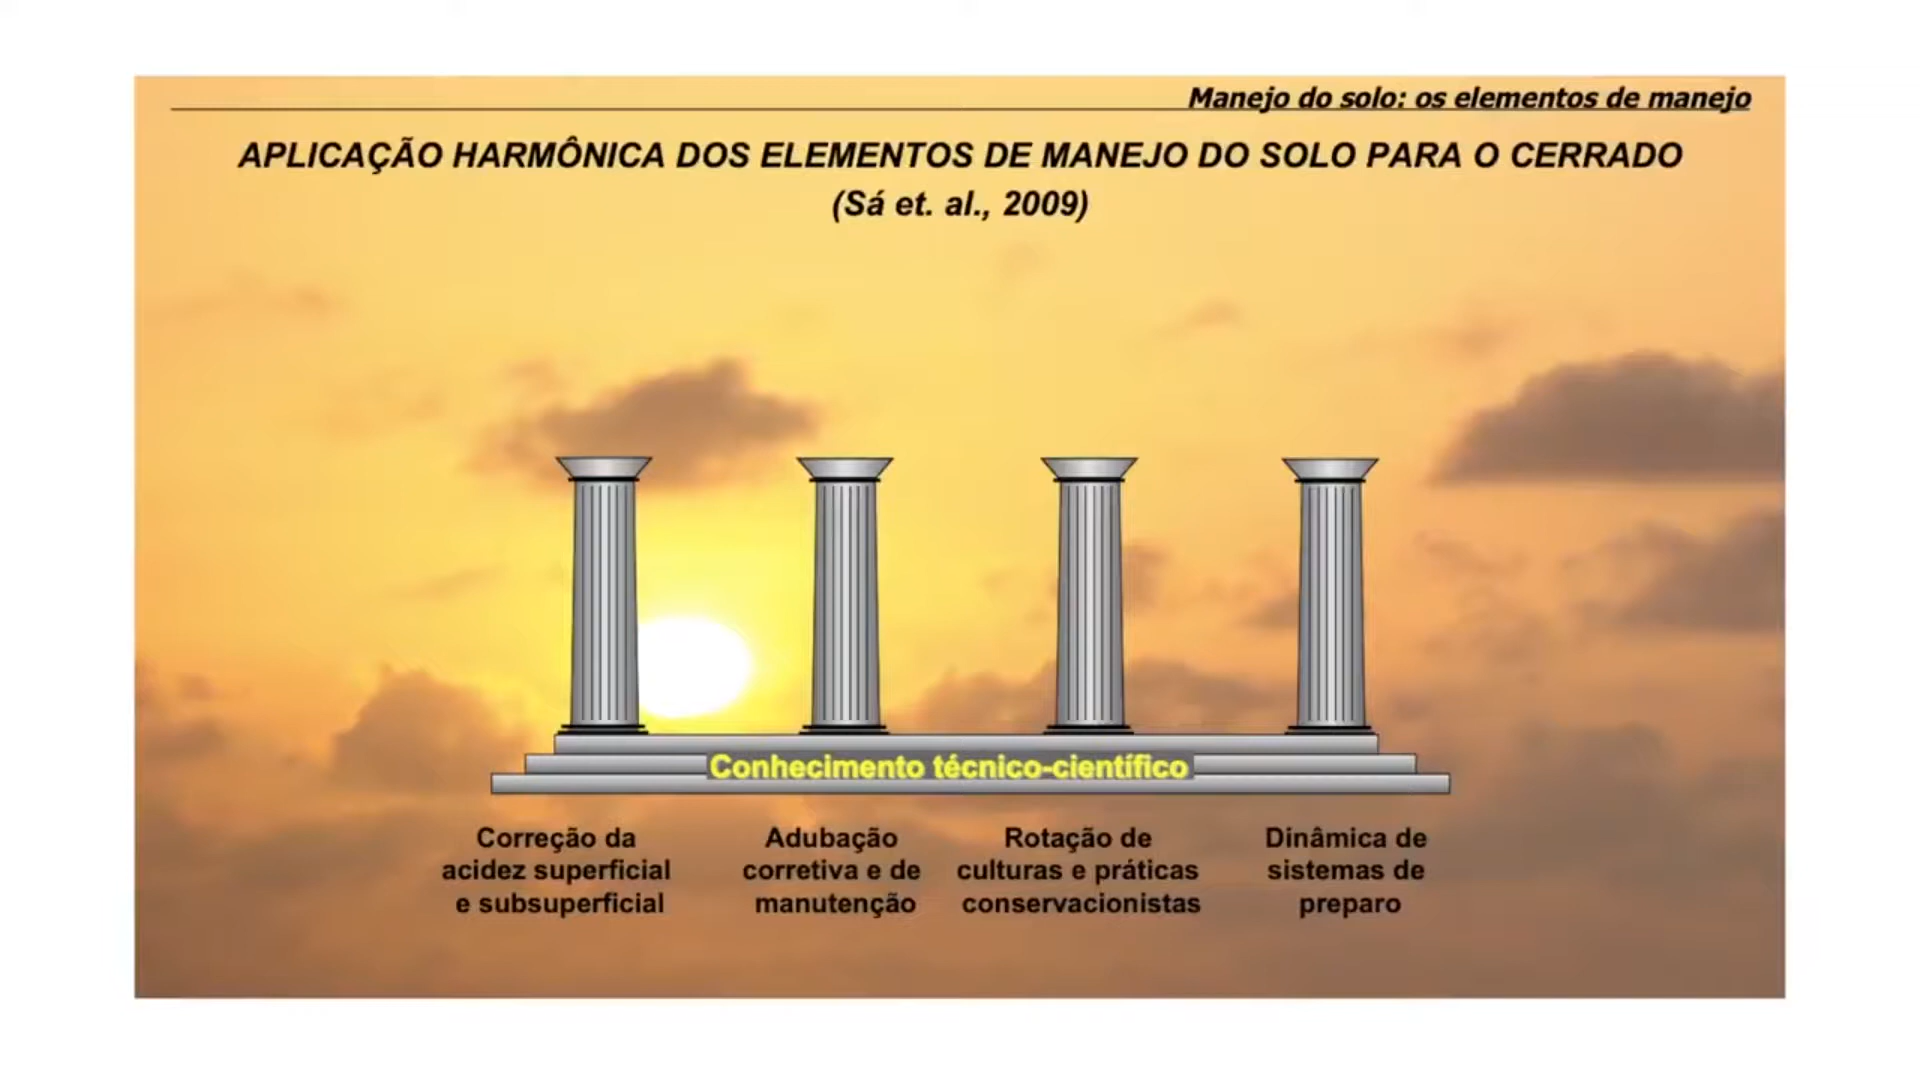 Manejo do solo: os elementos de manejo
APLICAÇÃO HARMÔNICA DOS ELEMENTOS DE MANEJO DO SOLO PARA O CERRADO
(Sá et. al., 2009)
Conhecimento técnico-científico
Correção da
acidez superficial
e subsuperficial
Adubação
corretiva e de
manutenção
Rotação de
culturas e práticas
conservacionistas
Dinâmica de
sistemas de
preparo